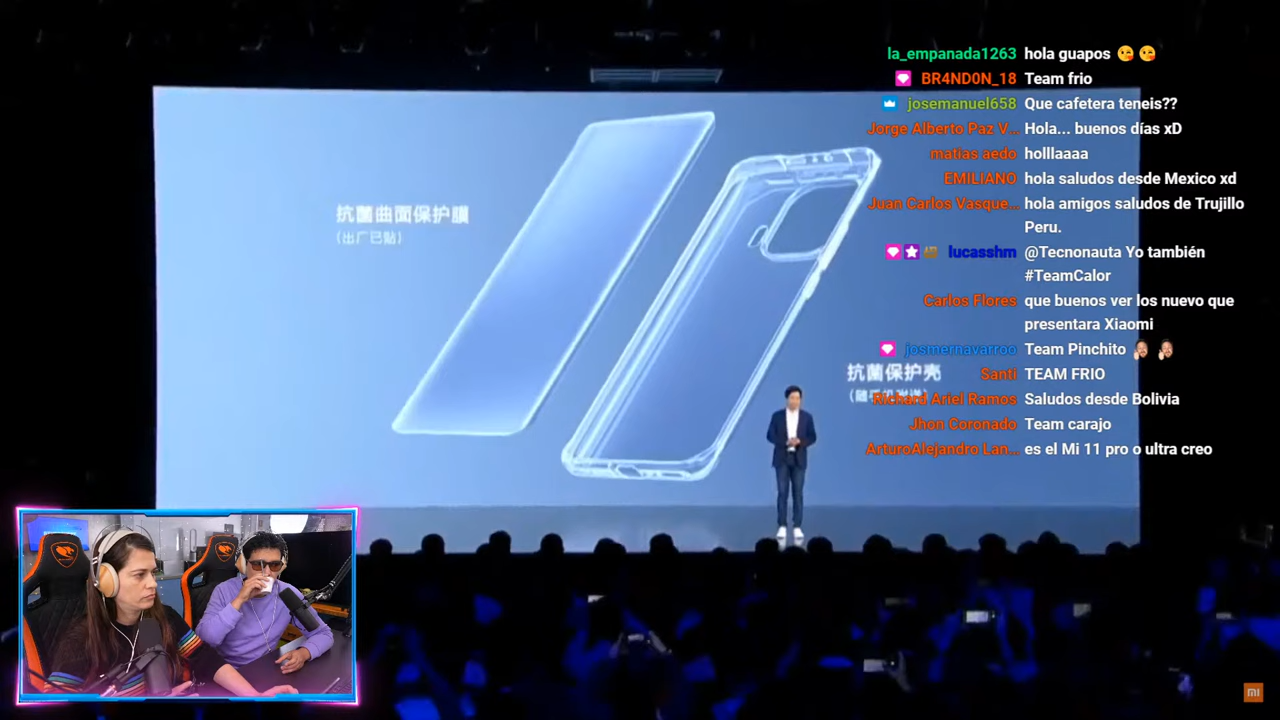 抗菌曲面保护膜
(出厂已贴)
抗菌保护壳
la_empanada1263 hola guapos 😘 😘
BR4ND0N_18 Team frio
josemanuel658 Que cafetera teneis??
Jorge Alberto Paz V... Hola... buenos días xD
matias aedo holllaaaa
EMILIANO hola saludos desde Mexico xd
Juan Carlos Vasque... hola amigos saludos de Trujillo
Peru.
lucasshm @Tecnonauta Yo también
#TeamCalor
Carlos Flores que buenos ver los nuevo que
presentara Xiaomi
josmernavarroo Team Pinchito
Santi TEAM FRIO
Richard Ariel Ramos Saludos desde Bolivia
Jhon Coronado Team carajo
ArturoAlejandro Lan... es el Mi 11 pro o ultra creo
mi